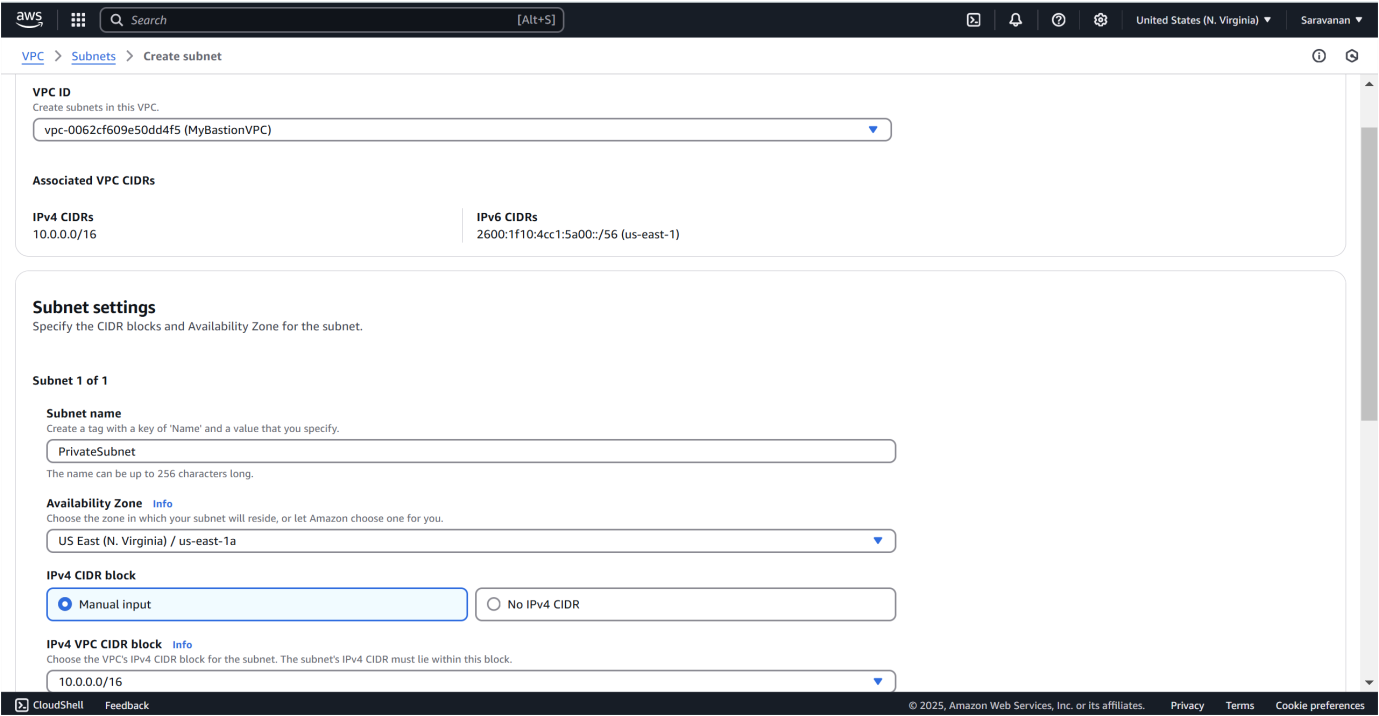 aws
Search [Alt+S]
United States (N. Virginia) ▼
Saravanan ▼
VPC > Subnets > Create subnet
VPC ID
Create subnets in this VPC.
vpc-0062cf609e50dd4f5 (MyBastionVPC)
Associated VPC CIDRs
IPv4 CIDRs
10.0.0.0/16
IPv6 CIDRs
2600:1f10:4cc1:5a00::/56 (us-east-1)
Subnet settings
Specify the CIDR blocks and Availability Zone for the subnet.
Subnet 1 of 1
Subnet name
Create a tag with a key of 'Name' and a value that you specify.
PrivateSubnet
The name can be up to 256 characters long.
Availability Zone Info
Choose the zone in which your subnet will reside, or let Amazon choose one for you.
US East (N. Virginia) / us-east-1a
IPv4 CIDR block
Manual input
No IPv4 CIDR
IPv4 VPC CIDR block Info
Choose the VPC's IPv4 CIDR block for the subnet. The subnet's IPv4 CIDR must lie within this block.
10.0.0.0/16
CloudShell Feedback
© 2025, Amazon Web Services, Inc. or its affiliates. Privacy Terms Cookie preferences